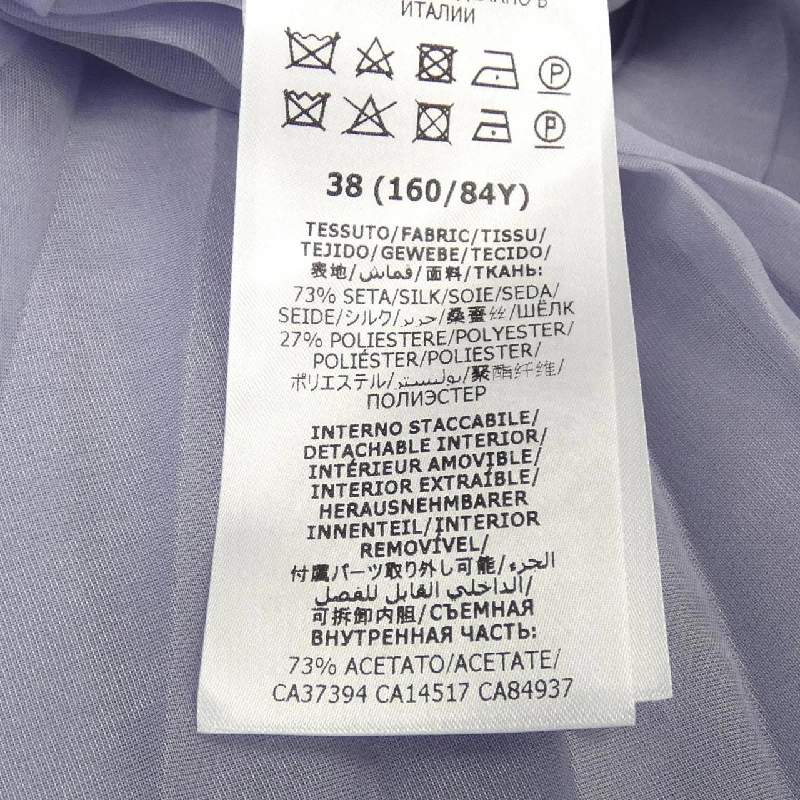 ИТАЛИИ
P
P
38 (160/84Y)
TESSUTO/FABRIC/TISSU/
TEJIDO/GEWEBE/TECIDO/
表地/قماش/面料/ТКАНЬ:
73% SETA/SILK/SOIE/SEDA/
SEIDE/シルク/حرير/桑蚕丝/ШЁЛК
27% POLIESTERE/POLYESTER/
POLIÉSTER/POLIESTER/
ポリエステル/بوليستر/聚酯纤维/
ПОЛИЭСТЕР
INTERNO STACCABILE/
DETACHABLE INTERIOR/
INTÉRIEUR AMOVIBLE/
INTERIOR EXTRAÍBLE/
HERAUSNEHMBARER
INNENTEIL/INTERIOR
REMOVÍVEL/
付属パーツ取り外し可能/الجزء
الداخلي القابل للفصل/
可拆卸内胆/СЪЕМНАЯ
ВНУТРЕННАЯ ЧАСТЬ:
73% ACETATO/ACETATE/
CA37394 CA14517 CA84937